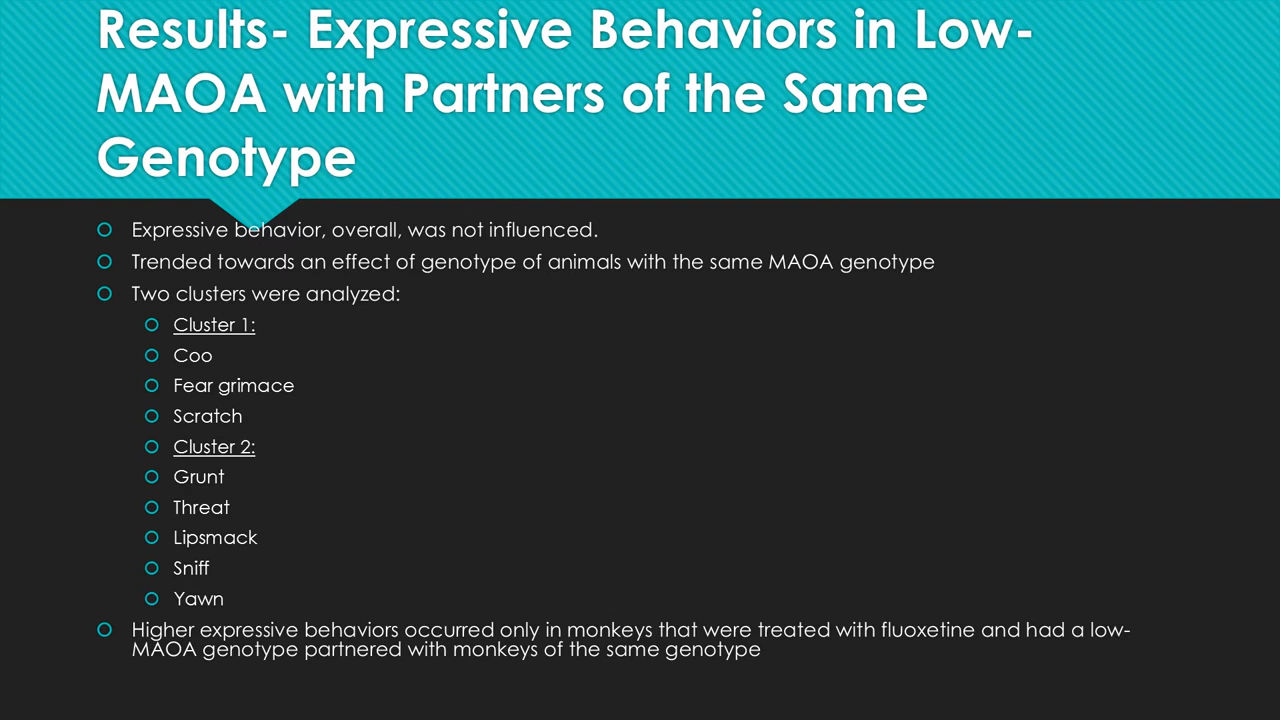 Results- Expressive Behaviors in Low-
MAOA with Partners of the Same
Genotype
Expressive behavior, overall, was not influenced.
Trended towards an effect of genotype of animals with the same MAOA genotype
Two clusters were analyzed:
Cluster 1:
Coo
Fear grimace
Scratch
Cluster 2:
Grunt
Threat
Lipsmack
Sniff
Yawn
Higher expressive behaviors occurred only in monkeys that were treated with fluoxetine and had a low-
MAOA genotype partnered with monkeys of the same genotype